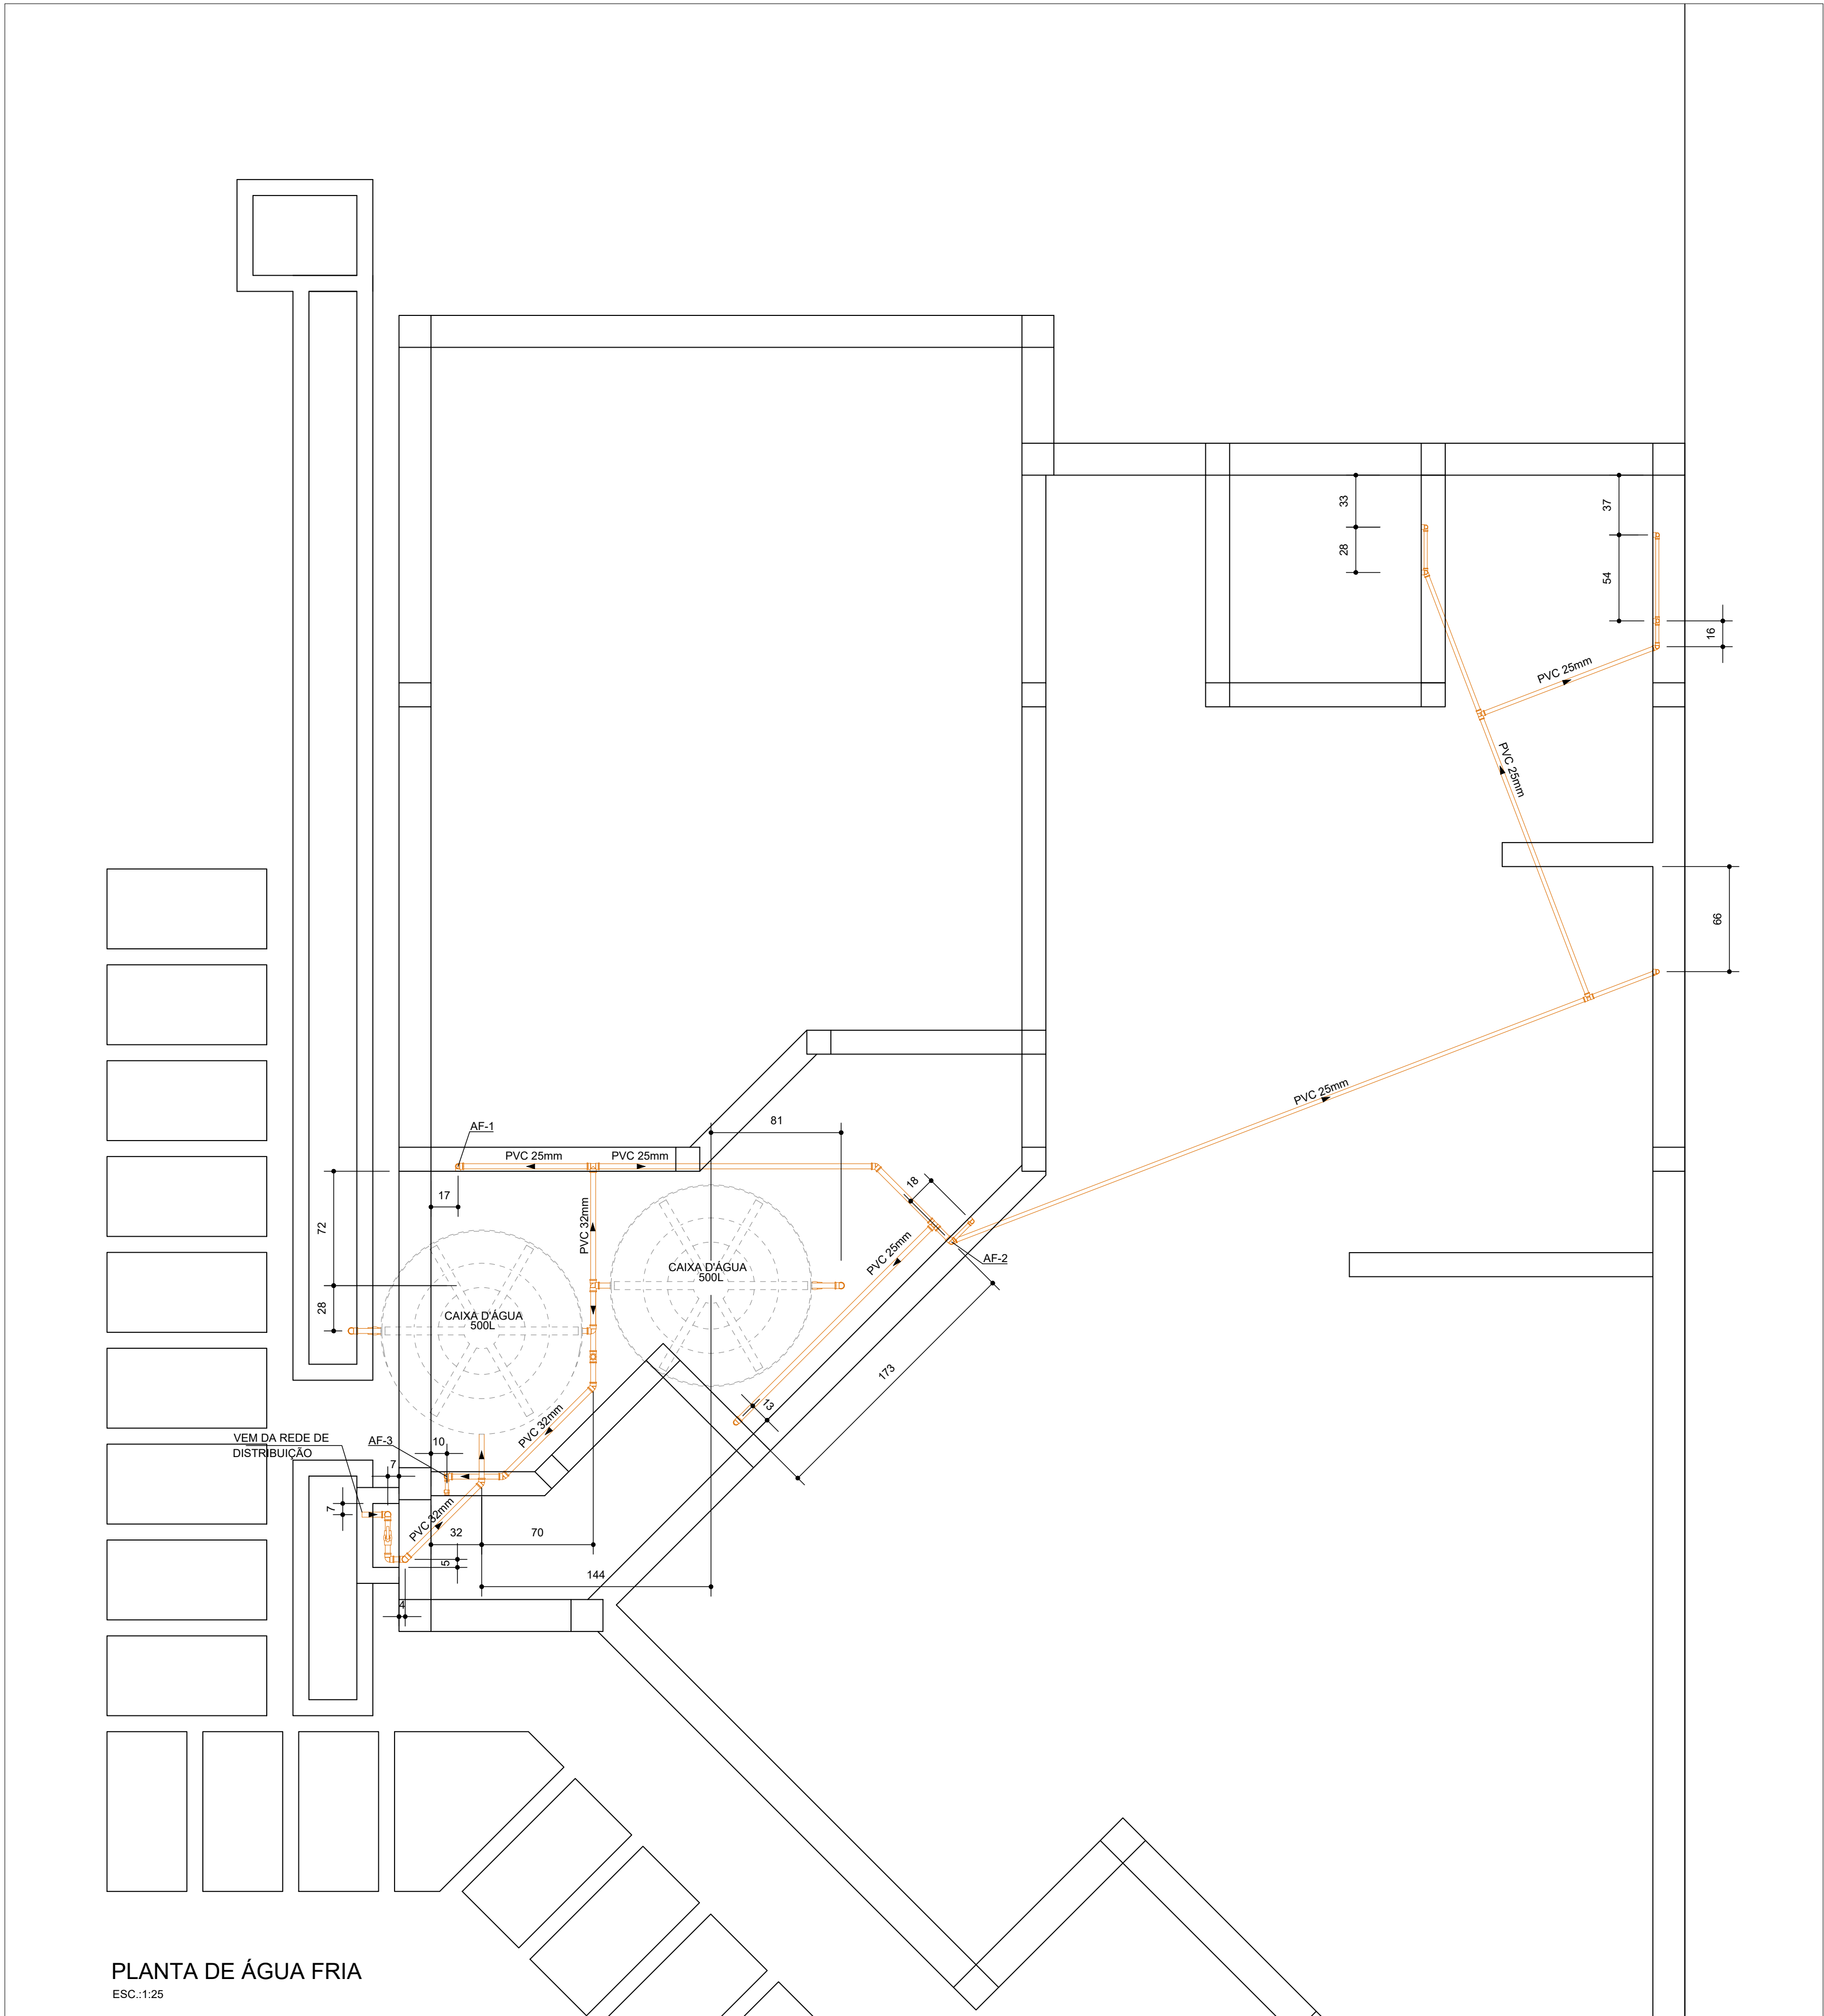 33
37
28
54
16
PVC 25mm
PVC 25mm
66
PVC 25mm
81
AF-1
PVC 25mm
PVC 25mm
18
17
72
PVC 32mm
PVC 25mm
AF-2
CAIXA D'ÁGUA
500L
28
CAIXA D'ÁGUA
500L
173
13
PVC 32mm
VEM DA REDE DE
DISTRIBUIÇÃO
AF-3
10
7
7
PVC 32mm
32
70
5
144
4
PLANTA DE ÁGUA FRIA
ESC.:1:25